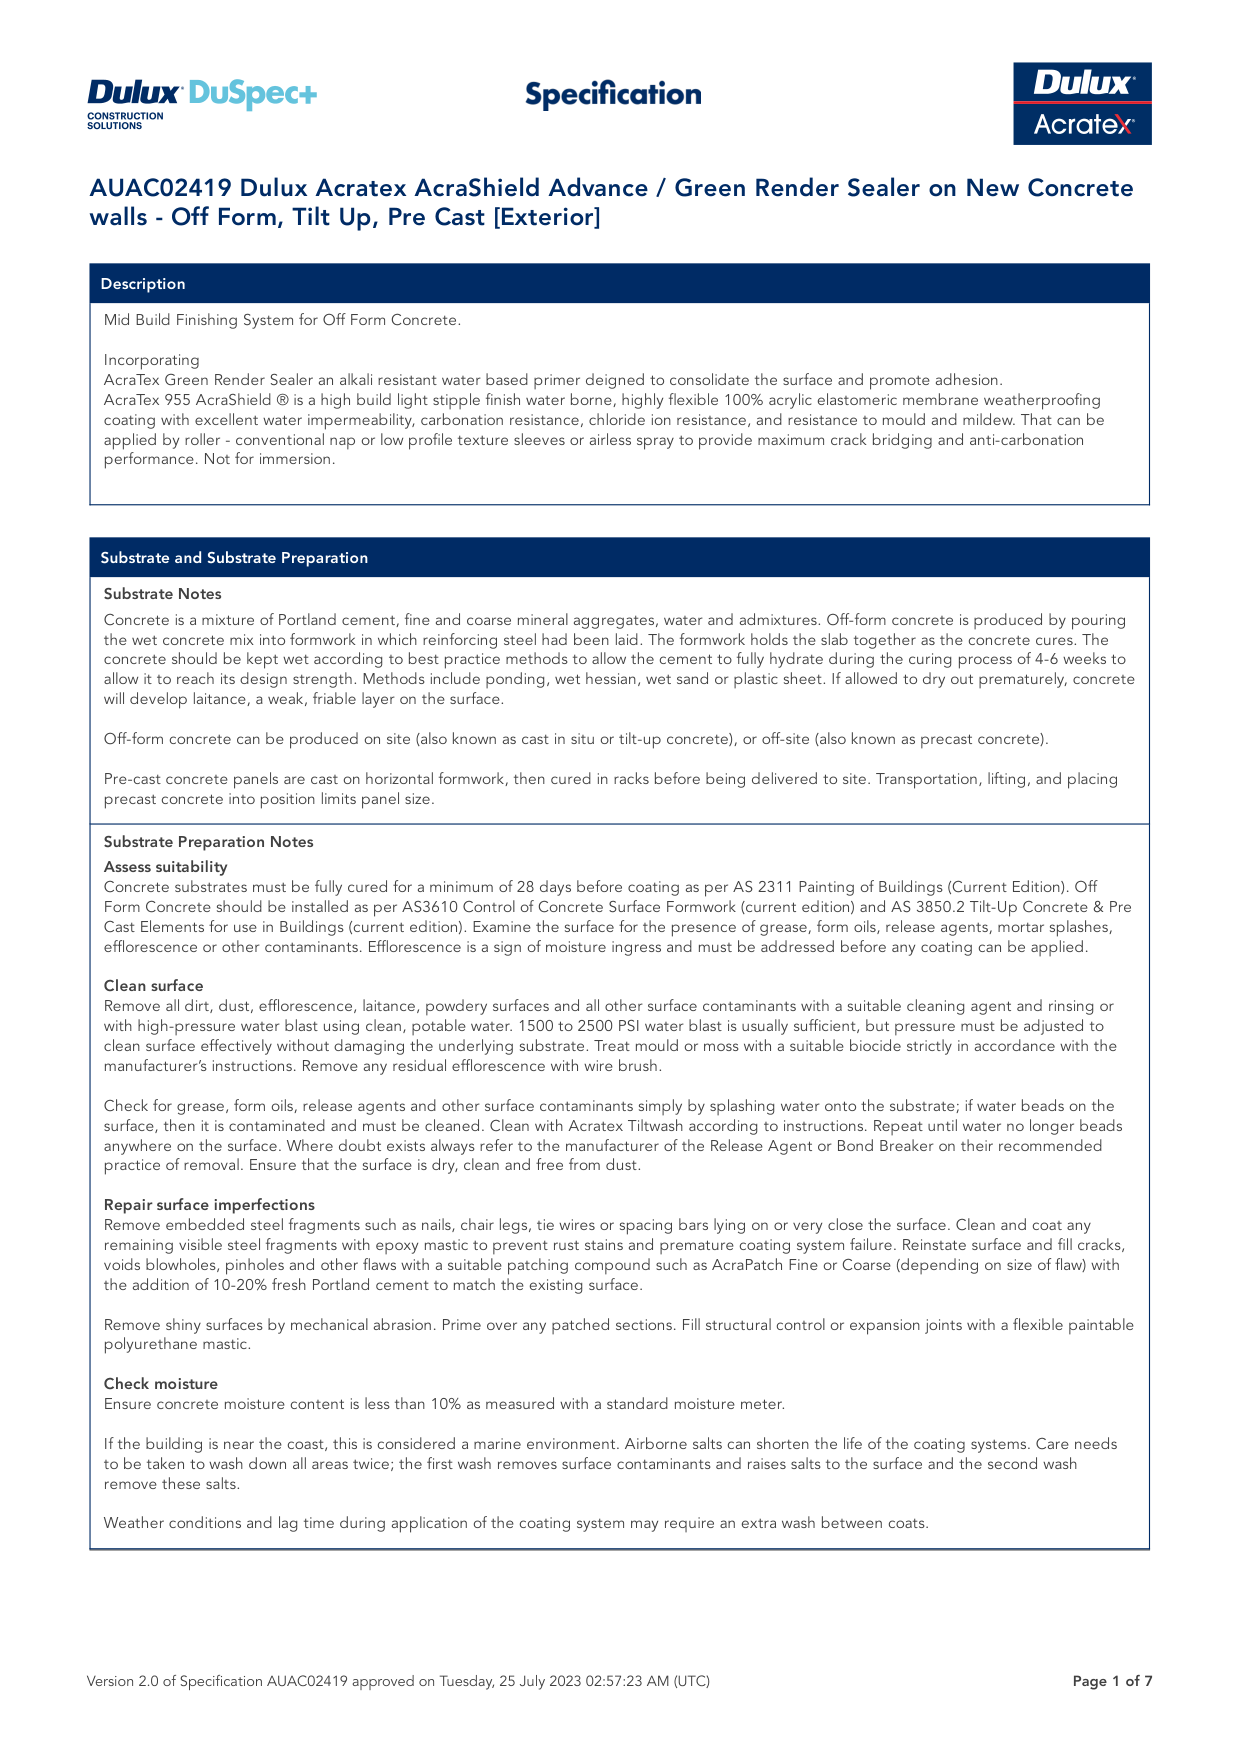 Dulux DuSpec+
CONSTRUCTION
SOLUTIONS
Specification
Dulux
Acratex
AUAC02419 Dulux Acratex AcraShield Advance / Green Render Sealer on New Concrete
walls - Off Form, Tilt Up, Pre Cast [Exterior]
Description
Mid Build Finishing System for Off Form Concrete.
Incorporating
AcraTex Green Render Sealer an alkali resistant water based primer deigned to consolidate the surface and promote adhesion.
AcraTex 955 AcraShield ® is a high build light stipple finish water borne, highly flexible 100% acrylic elastomeric membrane weatherproofing
coating with excellent water impermeability, carbonation resistance, chloride ion resistance, and resistance to mould and mildew. That can be
applied by roller - conventional nap or low profile texture sleeves or airless spray to provide maximum crack bridging and anti-carbonation
performance. Not for immersion.
Substrate and Substrate Preparation
Substrate Notes
Concrete is a mixture of Portland cement, fine and coarse mineral aggregates, water and admixtures. Off-form concrete is produced by pouring
the wet concrete mix into formwork in which reinforcing steel had been laid. The formwork holds the slab together as the concrete cures. The
concrete should be kept wet according to best practice methods to allow the cement to fully hydrate during the curing process of 4-6 weeks to
allow it to reach its design strength. Methods include ponding, wet hessian, wet sand or plastic sheet. If allowed to dry out prematurely, concrete
will develop laitance, a weak, friable layer on the surface.
Off-form concrete can be produced on site (also known as cast in situ or tilt-up concrete), or off-site (also known as precast concrete).
Pre-cast concrete panels are cast on horizontal formwork, then cured in racks before being delivered to site. Transportation, lifting, and placing
precast concrete into position limits panel size.
Substrate Preparation Notes
Assess suitability
Concrete substrates must be fully cured for a minimum of 28 days before coating as per AS 2311 Painting of Buildings (Current Edition). Off
Form Concrete should be installed as per AS3610 Control of Concrete Surface Formwork (current edition) and AS 3850.2 Tilt-Up Concrete & Pre
Cast Elements for use in Buildings (current edition). Examine the surface for the presence of grease, form oils, release agents, mortar splashes,
efflorescence or other contaminants. Efflorescence is a sign of moisture ingress and must be addressed before any coating can be applied.
Clean surface
Remove all dirt, dust, efflorescence, laitance, powdery surfaces and all other surface contaminants with a suitable cleaning agent and rinsing or
with high-pressure water blast using clean, potable water. 1500 to 2500 PSI water blast is usually sufficient, but pressure must be adjusted to
clean surface effectively without damaging the underlying substrate. Treat mould or moss with a suitable biocide strictly in accordance with the
manufacturer’s instructions. Remove any residual efflorescence with wire brush.
Check for grease, form oils, release agents and other surface contaminants simply by splashing water onto the substrate; if water beads on the
surface, then it is contaminated and must be cleaned. Clean with Acratex Tiltwash according to instructions. Repeat until water no longer beads
anywhere on the surface. Where doubt exists always refer to the manufacturer of the Release Agent or Bond Breaker on their recommended
practice of removal. Ensure that the surface is dry, clean and free from dust.
Repair surface imperfections
Remove embedded steel fragments such as nails, chair legs, tie wires or spacing bars lying on or very close the surface. Clean and coat any
remaining visible steel fragments with epoxy mastic to prevent rust stains and premature coating system failure. Reinstate surface and fill cracks,
voids blowholes, pinholes and other flaws with a suitable patching compound such as AcraPatch Fine or Coarse (depending on size of flaw) with
the addition of 10-20% fresh Portland cement to match the existing surface.
Remove shiny surfaces by mechanical abrasion. Prime over any patched sections. Fill structural control or expansion joints with a flexible paintable
polyurethane mastic.
Check moisture
Ensure concrete moisture content is less than 10% as measured with a standard moisture meter.
If the building is near the coast, this is considered a marine environment. Airborne salts can shorten the life of the coating systems. Care needs
to be taken to wash down all areas twice; the first wash removes surface contaminants and raises salts to the surface and the second wash
remove these salts.
Weather conditions and lag time during application of the coating system may require an extra wash between coats.
Version 2.0 of Specification AUAC02419 approved on Tuesday, 25 July 2023 02:57:23 AM (UTC)
Page 1 of 7